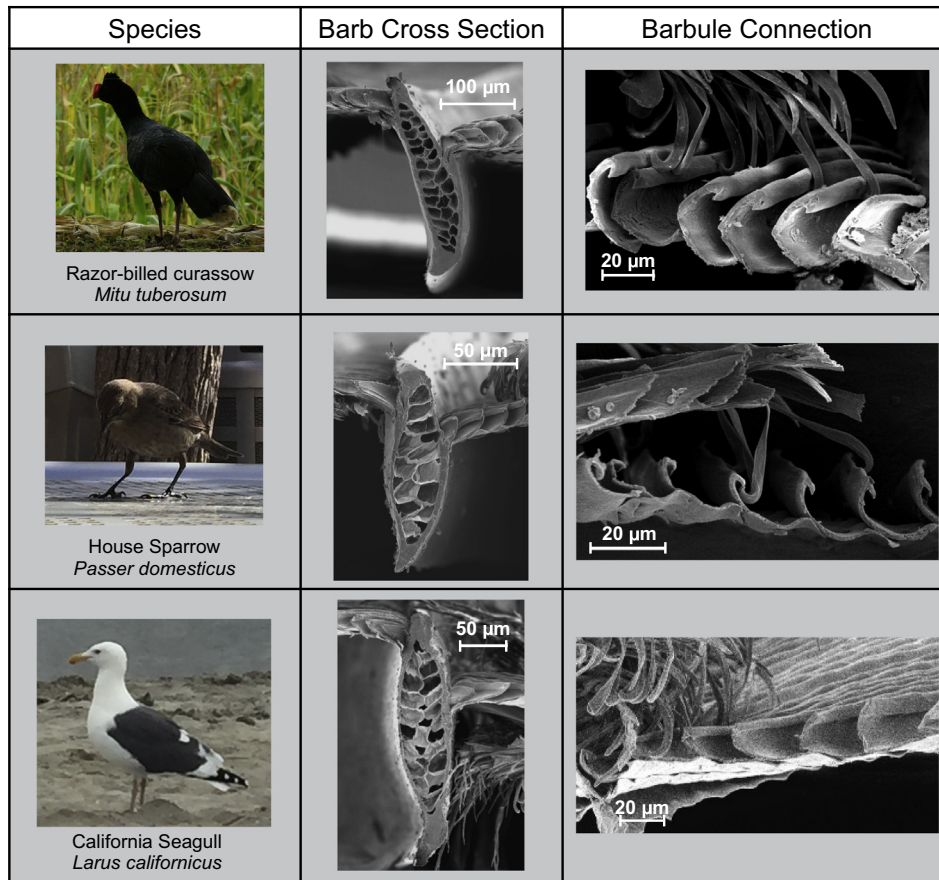 Species
Barb Cross Section
Barbule Connection
100 µm
20 µm
Razor-billed curassow
Mitu tuberosum
50 µm
20 µm
House Sparrow
Passer domesticus
50 µm
20 µm
California Seagull
Larus californicus